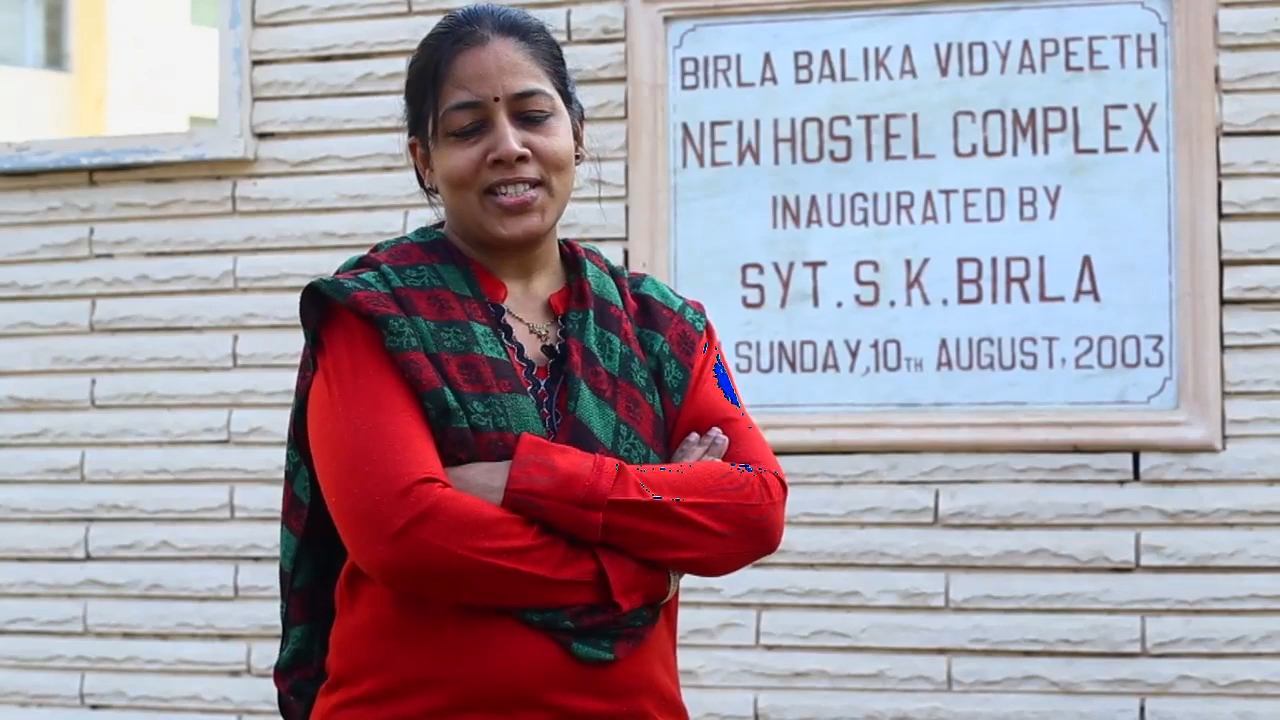 BIRLA BALIKA VIDYAPEETH
NEW HOSTEL COMPLEX
INAUGURATED BY
SYT.S.K.BIRLA
SUNDAY,10TH AUGUST,2003